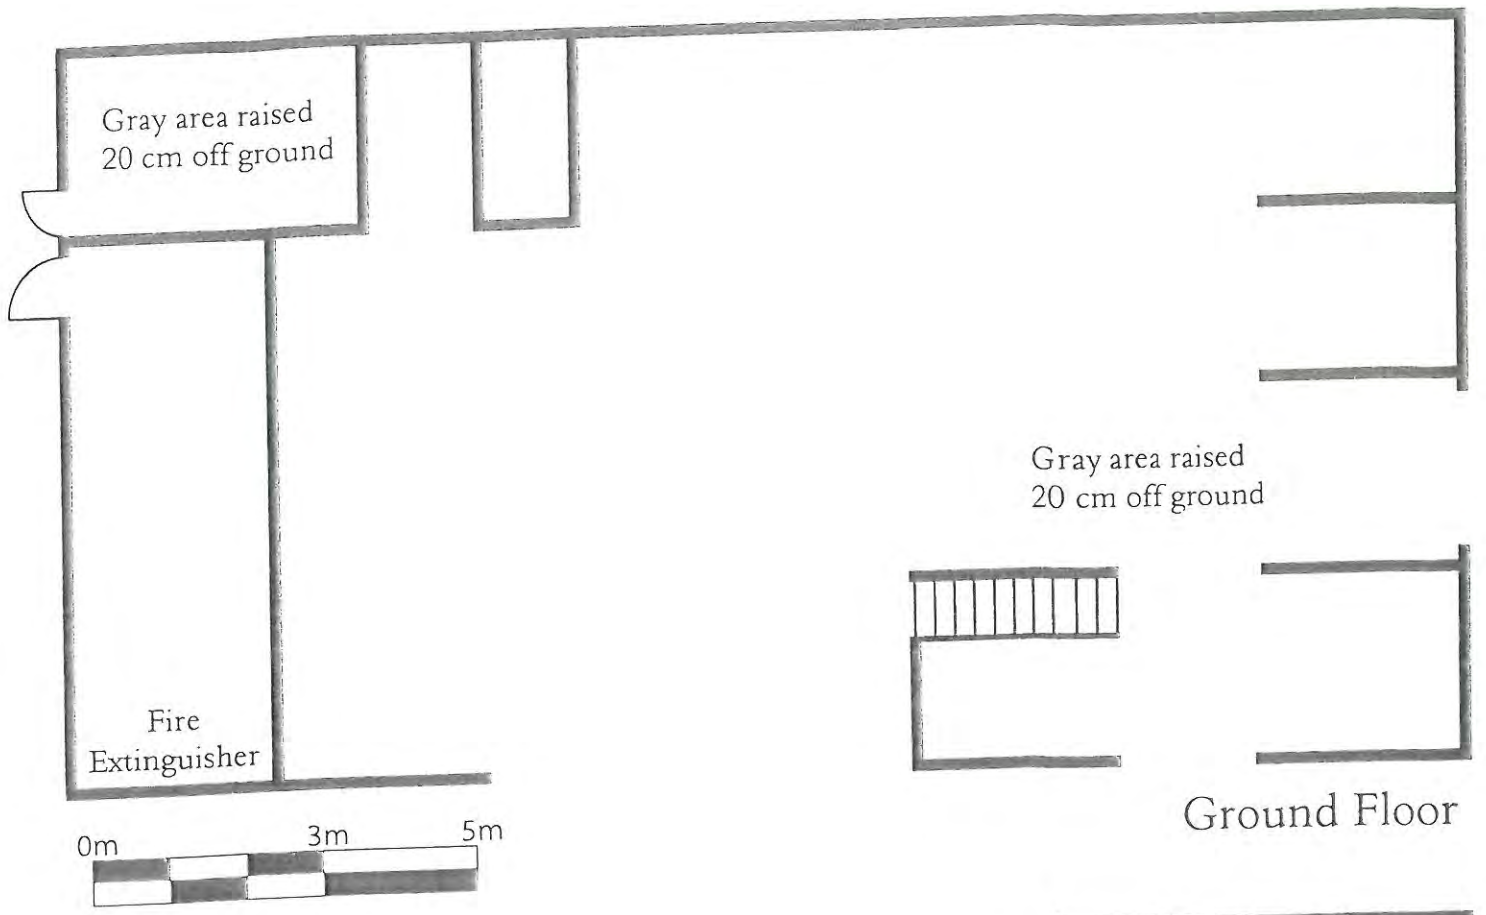 Gray area raised
20 cm off ground
Gray area raised
20 cm off ground
Fire
Extinguisher
Ground Floor
0m 3m 5m